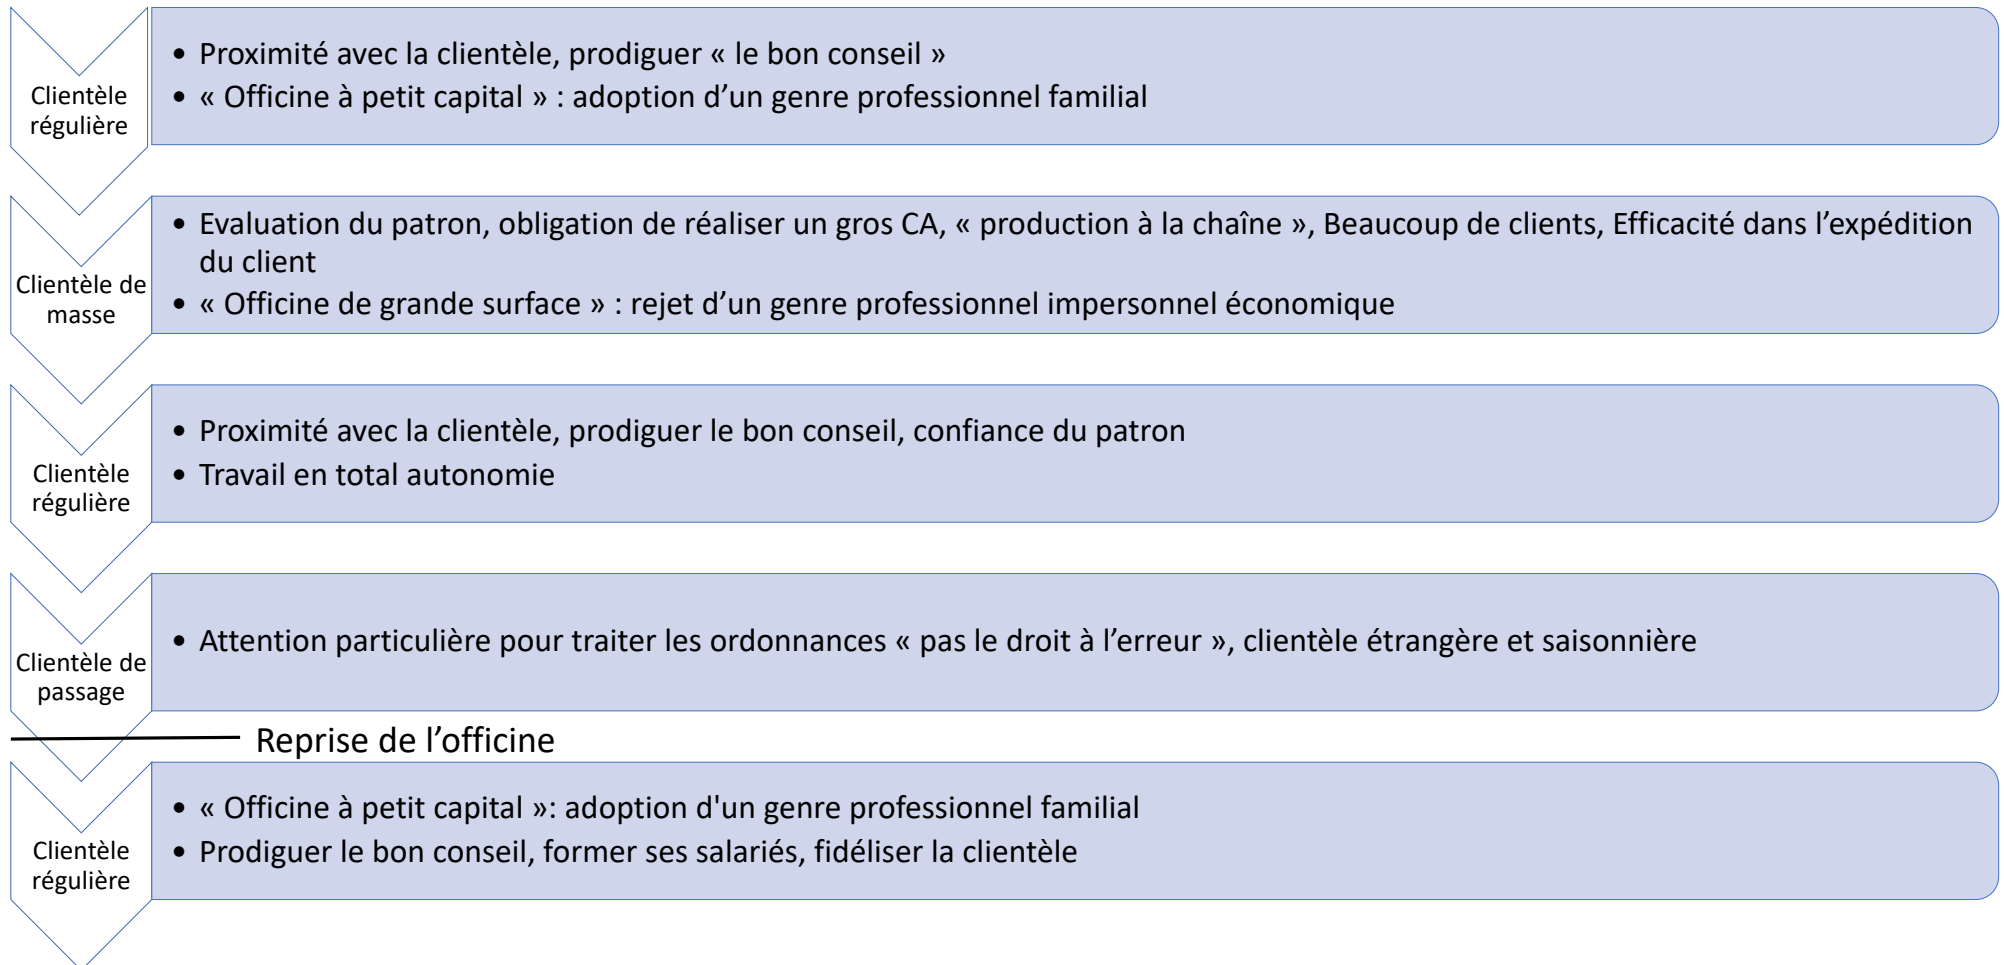 Clientèle
régulière
• Proximité avec la clientèle, prodiguer « le bon conseil »
• « Officine à petit capital » : adoption d’un genre professionnel familial
Clientèle de
masse
• Evaluation du patron, obligation de réaliser un gros CA, « production à la chaîne », Beaucoup de clients, Efficacité dans l’expédition
du client
• « Officine de grande surface » : rejet d’un genre professionnel impersonnel économique
Clientèle
régulière
• Proximité avec la clientèle, prodiguer le bon conseil, confiance du patron
• Travail en total autonomie
Clientèle de
passage
• Attention particulière pour traiter les ordonnances « pas le droit à l’erreur », clientèle étrangère et saisonnière
Reprise de l’officine
Clientèle
régulière
• « Officine à petit capital »: adoption d'un genre professionnel familial
• Prodiguer le bon conseil, former ses salariés, fidéliser la clientèle